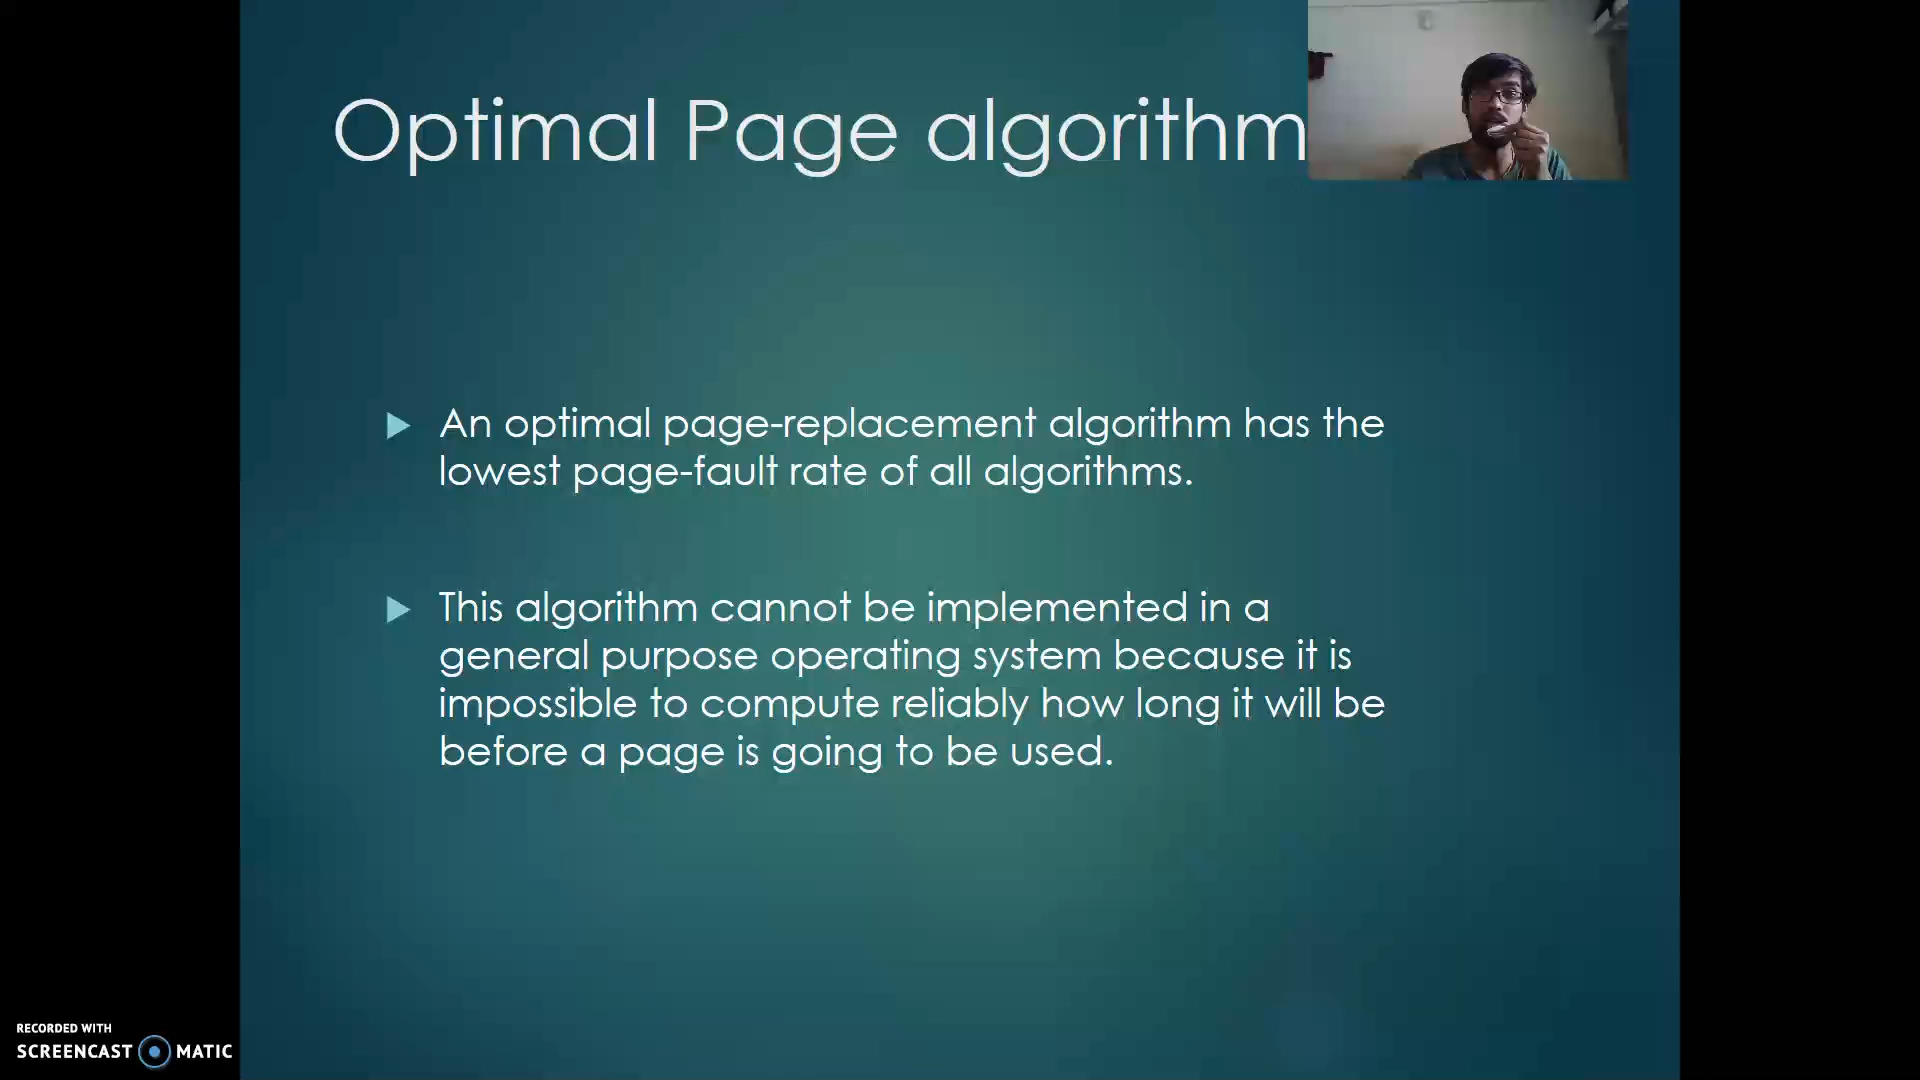 Optimal Page algorithm
An optimal page-replacement algorithm has the
lowest page-fault rate of all algorithms.
This algorithm cannot be implemented in a
general purpose operating system because it is
impossible to compute reliably how long it will be
before a page is going to be used.
RECORDED WITH
SCREENCAST MATIC